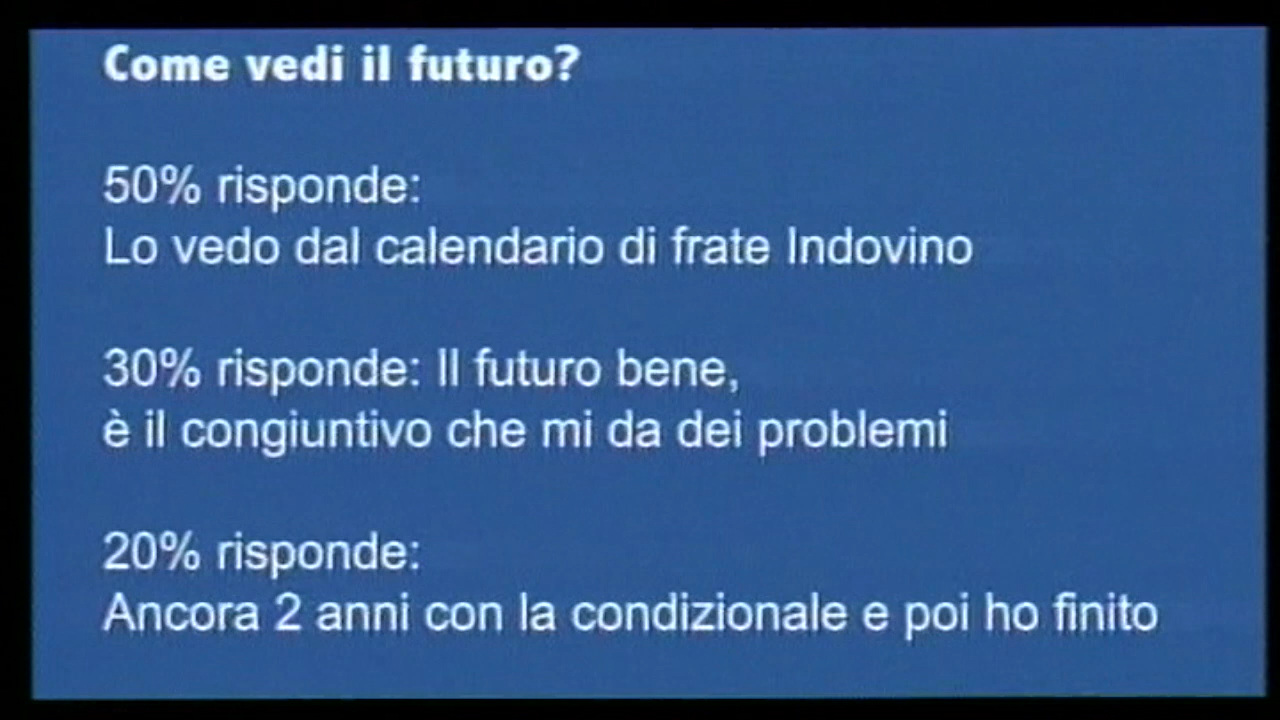 Come vedi il futuro?
50% risponde:
Lo vedo dal calendario di frate Indovino
30% risponde: Il futuro bene,
è il congiuntivo che mi da dei problemi
20% risponde:
Ancora 2 anni con la condizionale e poi ho finito